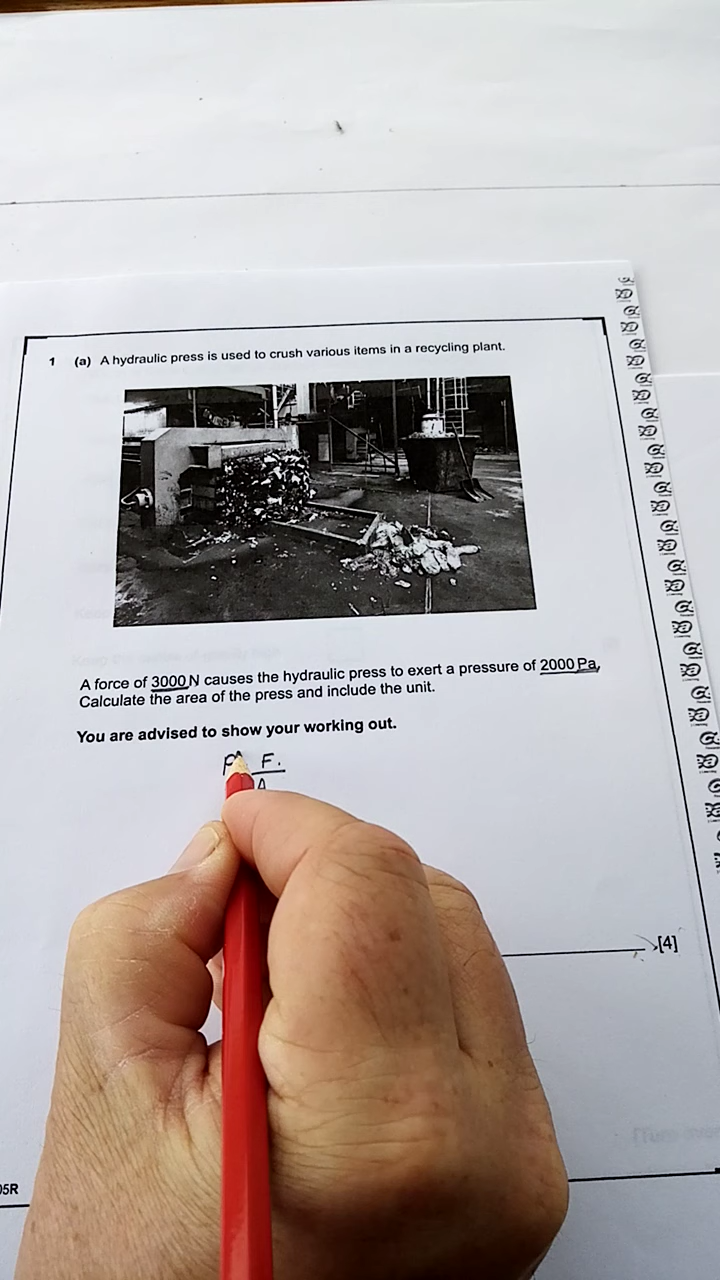 1 (a) A hydraulic press is used to crush various items in a recycling plant.
A force of 3000 N causes the hydraulic press to exert a pressure of 2000 Pa.
Calculate the area of the press and include the unit.
You are advised to show your working out.
P F.
A
[4]
05R